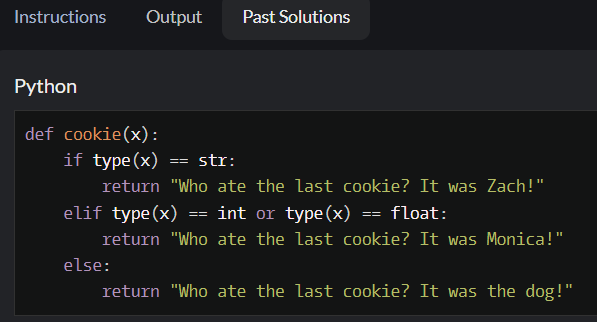 Instructions Output Past Solutions
Python
def cookie(x):
    if type(x) == str:
        return "Who ate the last cookie? It was Zach!"
    elif type(x) == int or type(x) == float:
        return "Who ate the last cookie? It was Monica!"
    else:
        return "Who ate the last cookie? It was the dog!"